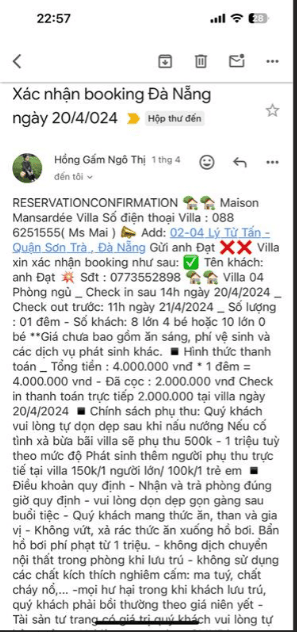 22:57
28
Xác nhận booking Đà Nẵng
ngày 20/4/024 Hộp thư đến
Hồng Gấm Ngô Thị 1 thg 4
đến tôi
RESERVATIONCONFIRMATION 🏡🏡 Maison
Mansardée Villa Số điện thoại Villa : 088
6251555( Ms Mai ) 📣 Add: 02-04 Lý Tử Tấn -
Quận Sơn Trà , Đà Nẵng Gửi anh Đạt ❌❌ Villa
xin xác nhận booking như sau: ✅ Tên khách:
anh Đạt 💥 Sđt : 0773552898 🏡🏡 Villa 04
Phòng ngủ _ Check in sau 14h ngày 20/4/2024 _
Check out trước: 11h ngày 21/4/2024 _ Số lượng
: 01 đêm - Số khách: 8 lớn 4 bé hoặc 10 lớn 0
bé **Giá chưa bao gồm ăn sáng, phí vệ sinh và
các dịch vụ phát sinh khác. ◾ Hình thức thanh
toán _ Tổng tiền : 4.000.000 vnđ * 1 đêm =
4.000.000 vnd - Đã cọc : 2.000.000 vnđ Check
in thanh toán trực tiếp 2.000.000 tại villa ngày
20/4/2024 ◾ Chính sách phụ thu: Quý khách
vui lòng tự dọn dẹp sau khi nấu nướng Nếu cố
tình xả bừa bãi villa sẽ phụ thu 500k - 1 triệu tuỳ
theo mức độ Phát sinh thêm người phụ thu trực
tiếp tại villa 150k/1 người lớn/ 100k/1 trẻ em ◾
Điều khoản quy định - Nhận và trả phòng đúng
giờ quy định - vui lòng dọn dẹp gọn gàng sau
buổi tiệc - Quý khách mang thức ăn, than và gia
vị - Không vứt, xả rác thức ăn xuống hồ bơi. Bẩn
hồ bơi phí phạt từ 1 triệu. - không dịch chuyển
nội thất trong phòng khi lưu trú - không sử dụng
các chất kích thích nghiêm cấm: ma tuý, chất
cháy nổ,... -mọi hư hại trong khi khách lưu trú,
quý khách phải bồi thường theo giá niên yết -
Tài sản tư trang có giá trị quý khách vui lòng tự